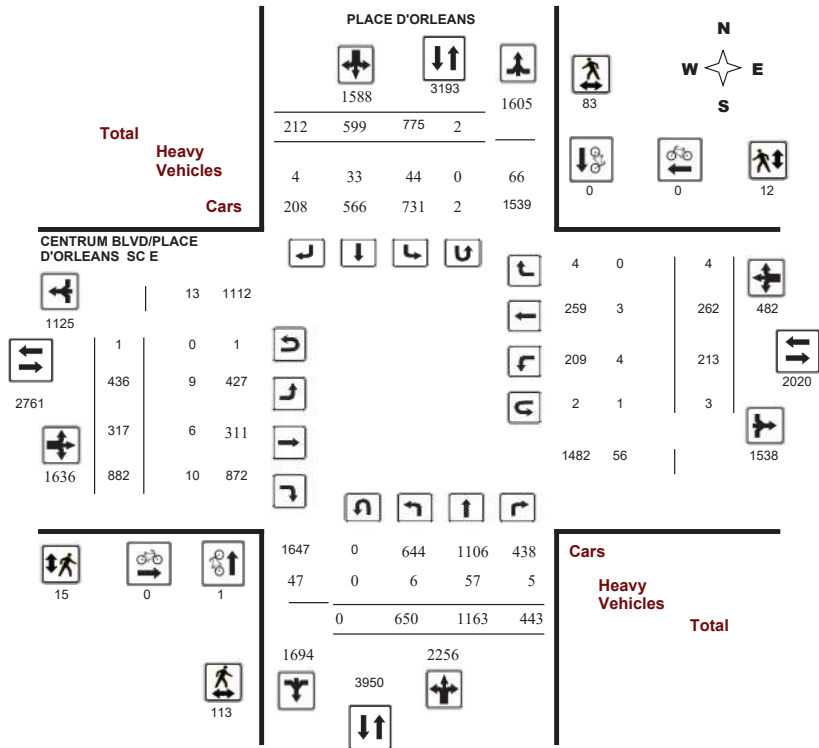 PLACE D'ORLEANS
N
W E
S
1588
3193
1605
83
Total
212 599 775 2
Heavy
Vehicles
4 33 44 0 66
0 0 12
Cars
208 566 731 2 1539
CENTRUM BLVD/PLACE
D'ORLEANS SC E
13 1112
4 0 4
1125
259 3 262 482
1 0 1
209 4 213
2020
436 9 427
2761
2 1 3
317 6 311
1482 56 1538
1636 882 10 872
1647 0 644 1106 438
Cars
47 0 6 57 5
Heavy
Vehicles
15 0 1
0 650 1163 443
Total
1694 2256
3950
113